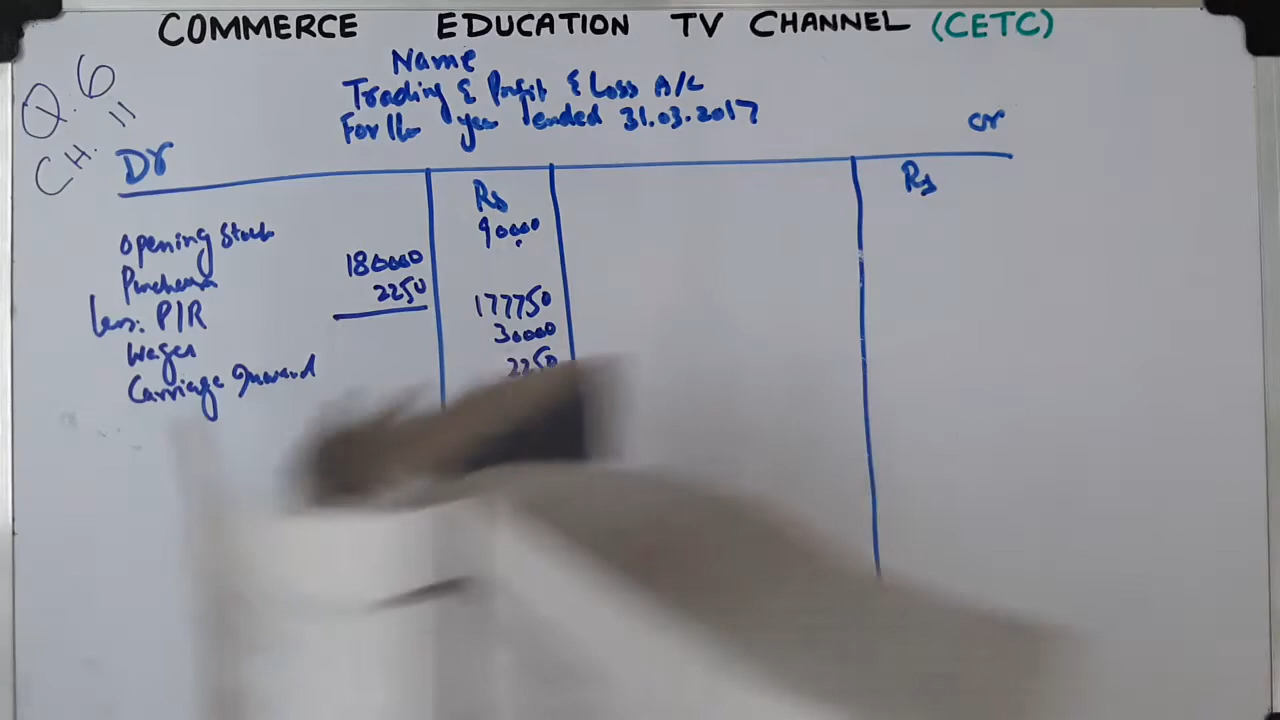 COMMERCE EDUCATION TV CHANNEL (CETC)
Q.6
CH. 11
Name
Trading & Profit & Loss A/c
For the year ended 31.03.2017
Dr
Cr
Rs
Rs
Opening Stock 90000
Purchases 180000
Less: P/R 2250 177750
Wages 30000
Carriage Inward 2250